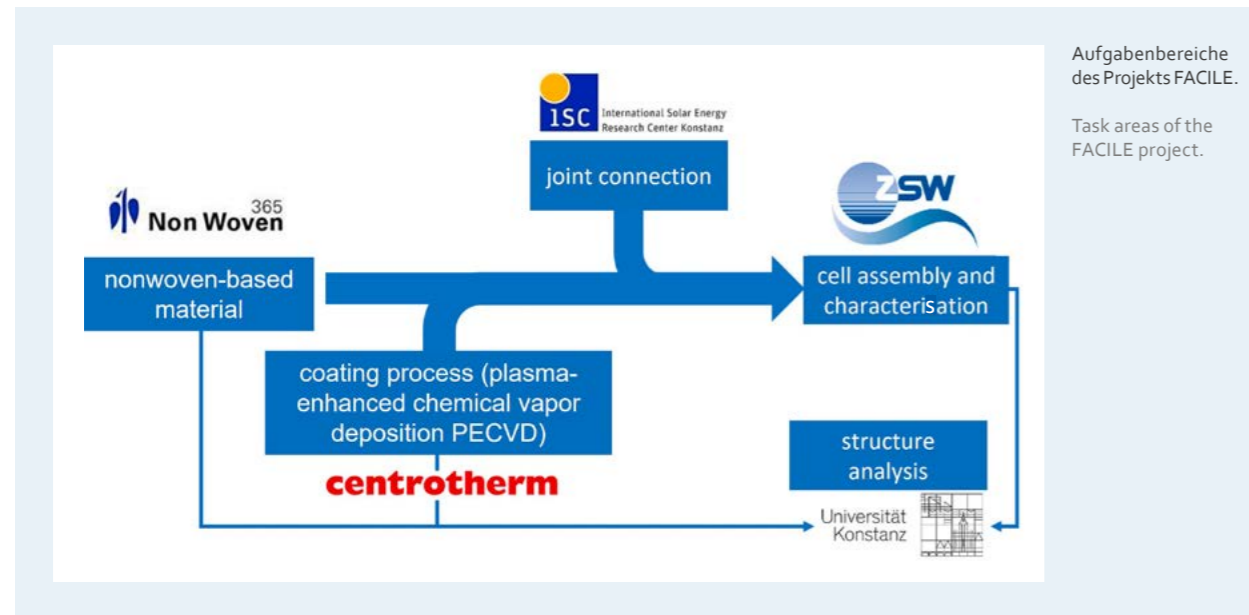 Aufgabenbereiche
des Projekts FACILE.
Task areas of the
FACILE project.
ISC
International Solar Energy
Research Center Konstanz
joint connection
ZSW
365
Non Woven
nonwoven-based
material
cell assembly and
characterisation
coating process (plasma-
enhanced chemical vapor
deposition PECVD)
centrotherm
structure
analysis
Universität
Konstanz